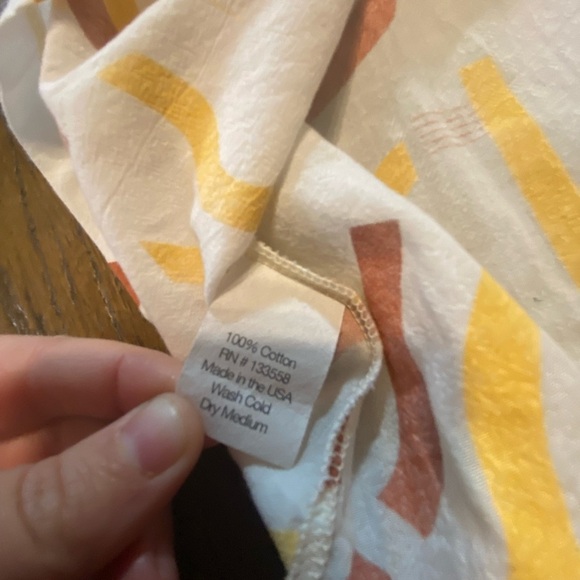 100% Cotton
RN # 133558
Made in the USA
Wash Cold
Dry Medium